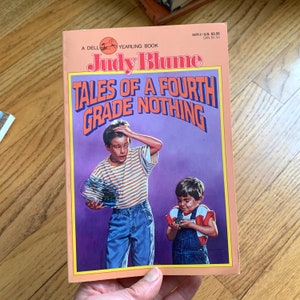 A DELL YEARLING BOOK
Judy Blume
TALES OF A FOURTH
GRADE NOTHING